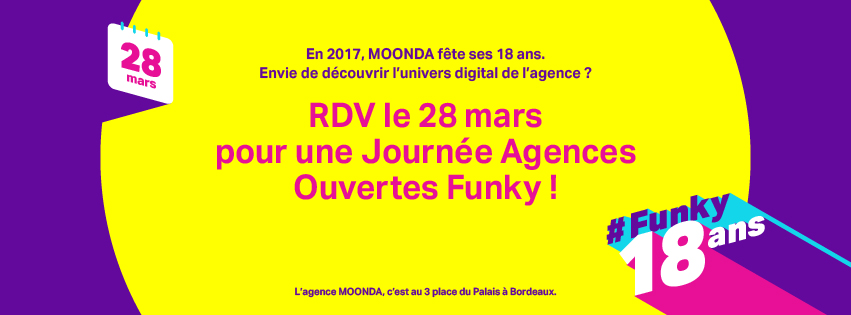 28
mars
En 2017, MOONDA fête ses 18 ans.
Envie de découvrir l'univers digital de l'agence ?
RDV le 28 mars
pour une Journée Agences
Ouvertes Funky !
#Funky
18 ans
L'agence MOONDA, c'est au 3 place du Palais à Bordeaux.